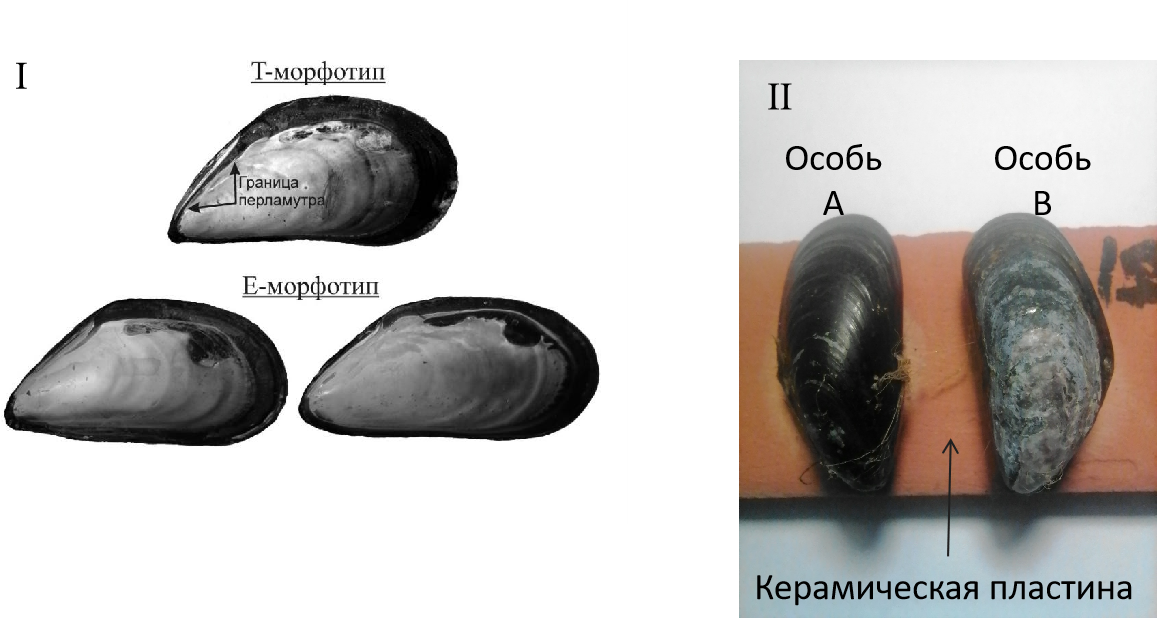 I
Т-морфотип
Граница
перламутра
Е-морфотип
II
Особь
А
Особь
В
Керамическая пластина